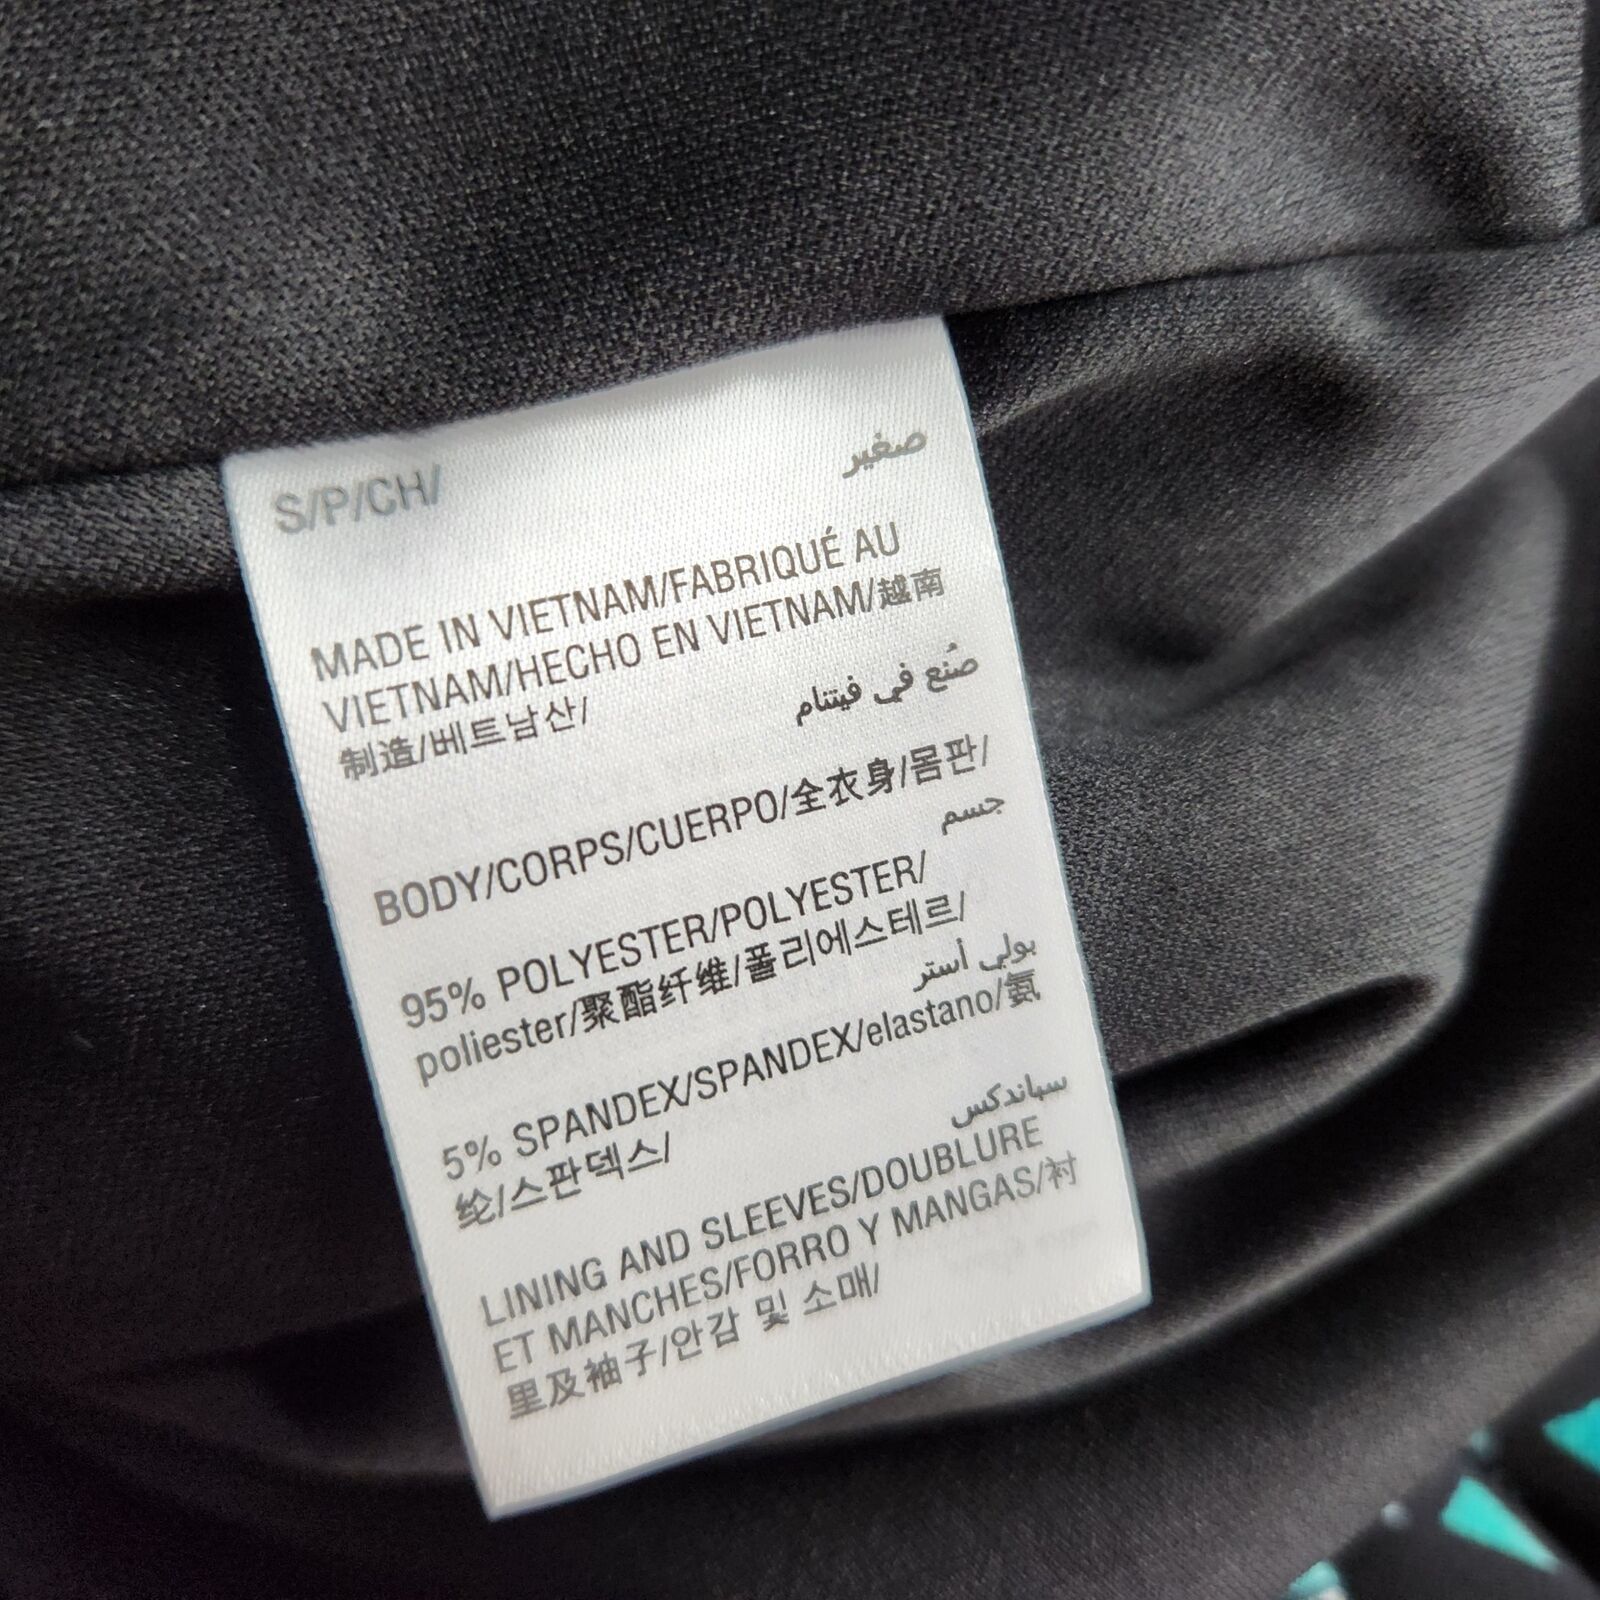 S/P/CH/
صغير
MADE IN VIETNAM/FABRIQUÉ AU
VIETNAM/HECHO EN VIETNAM/越南
制造/베트남산/
صُنع في فيتنام
BODY/CORPS/CUERPO/全衣身/몸판/
جسم
95% POLYESTER/POLYESTER/
poliester/聚酯纤维/폴리에스테르/
بولي أستر
5% SPANDEX/SPANDEX/elastano/氨
纶/스판덱스/
سباندكس
LINING AND SLEEVES/DOUBLURE
ET MANCHES/FORRO Y MANGAS/衬
里及袖子/안감 및 소매/